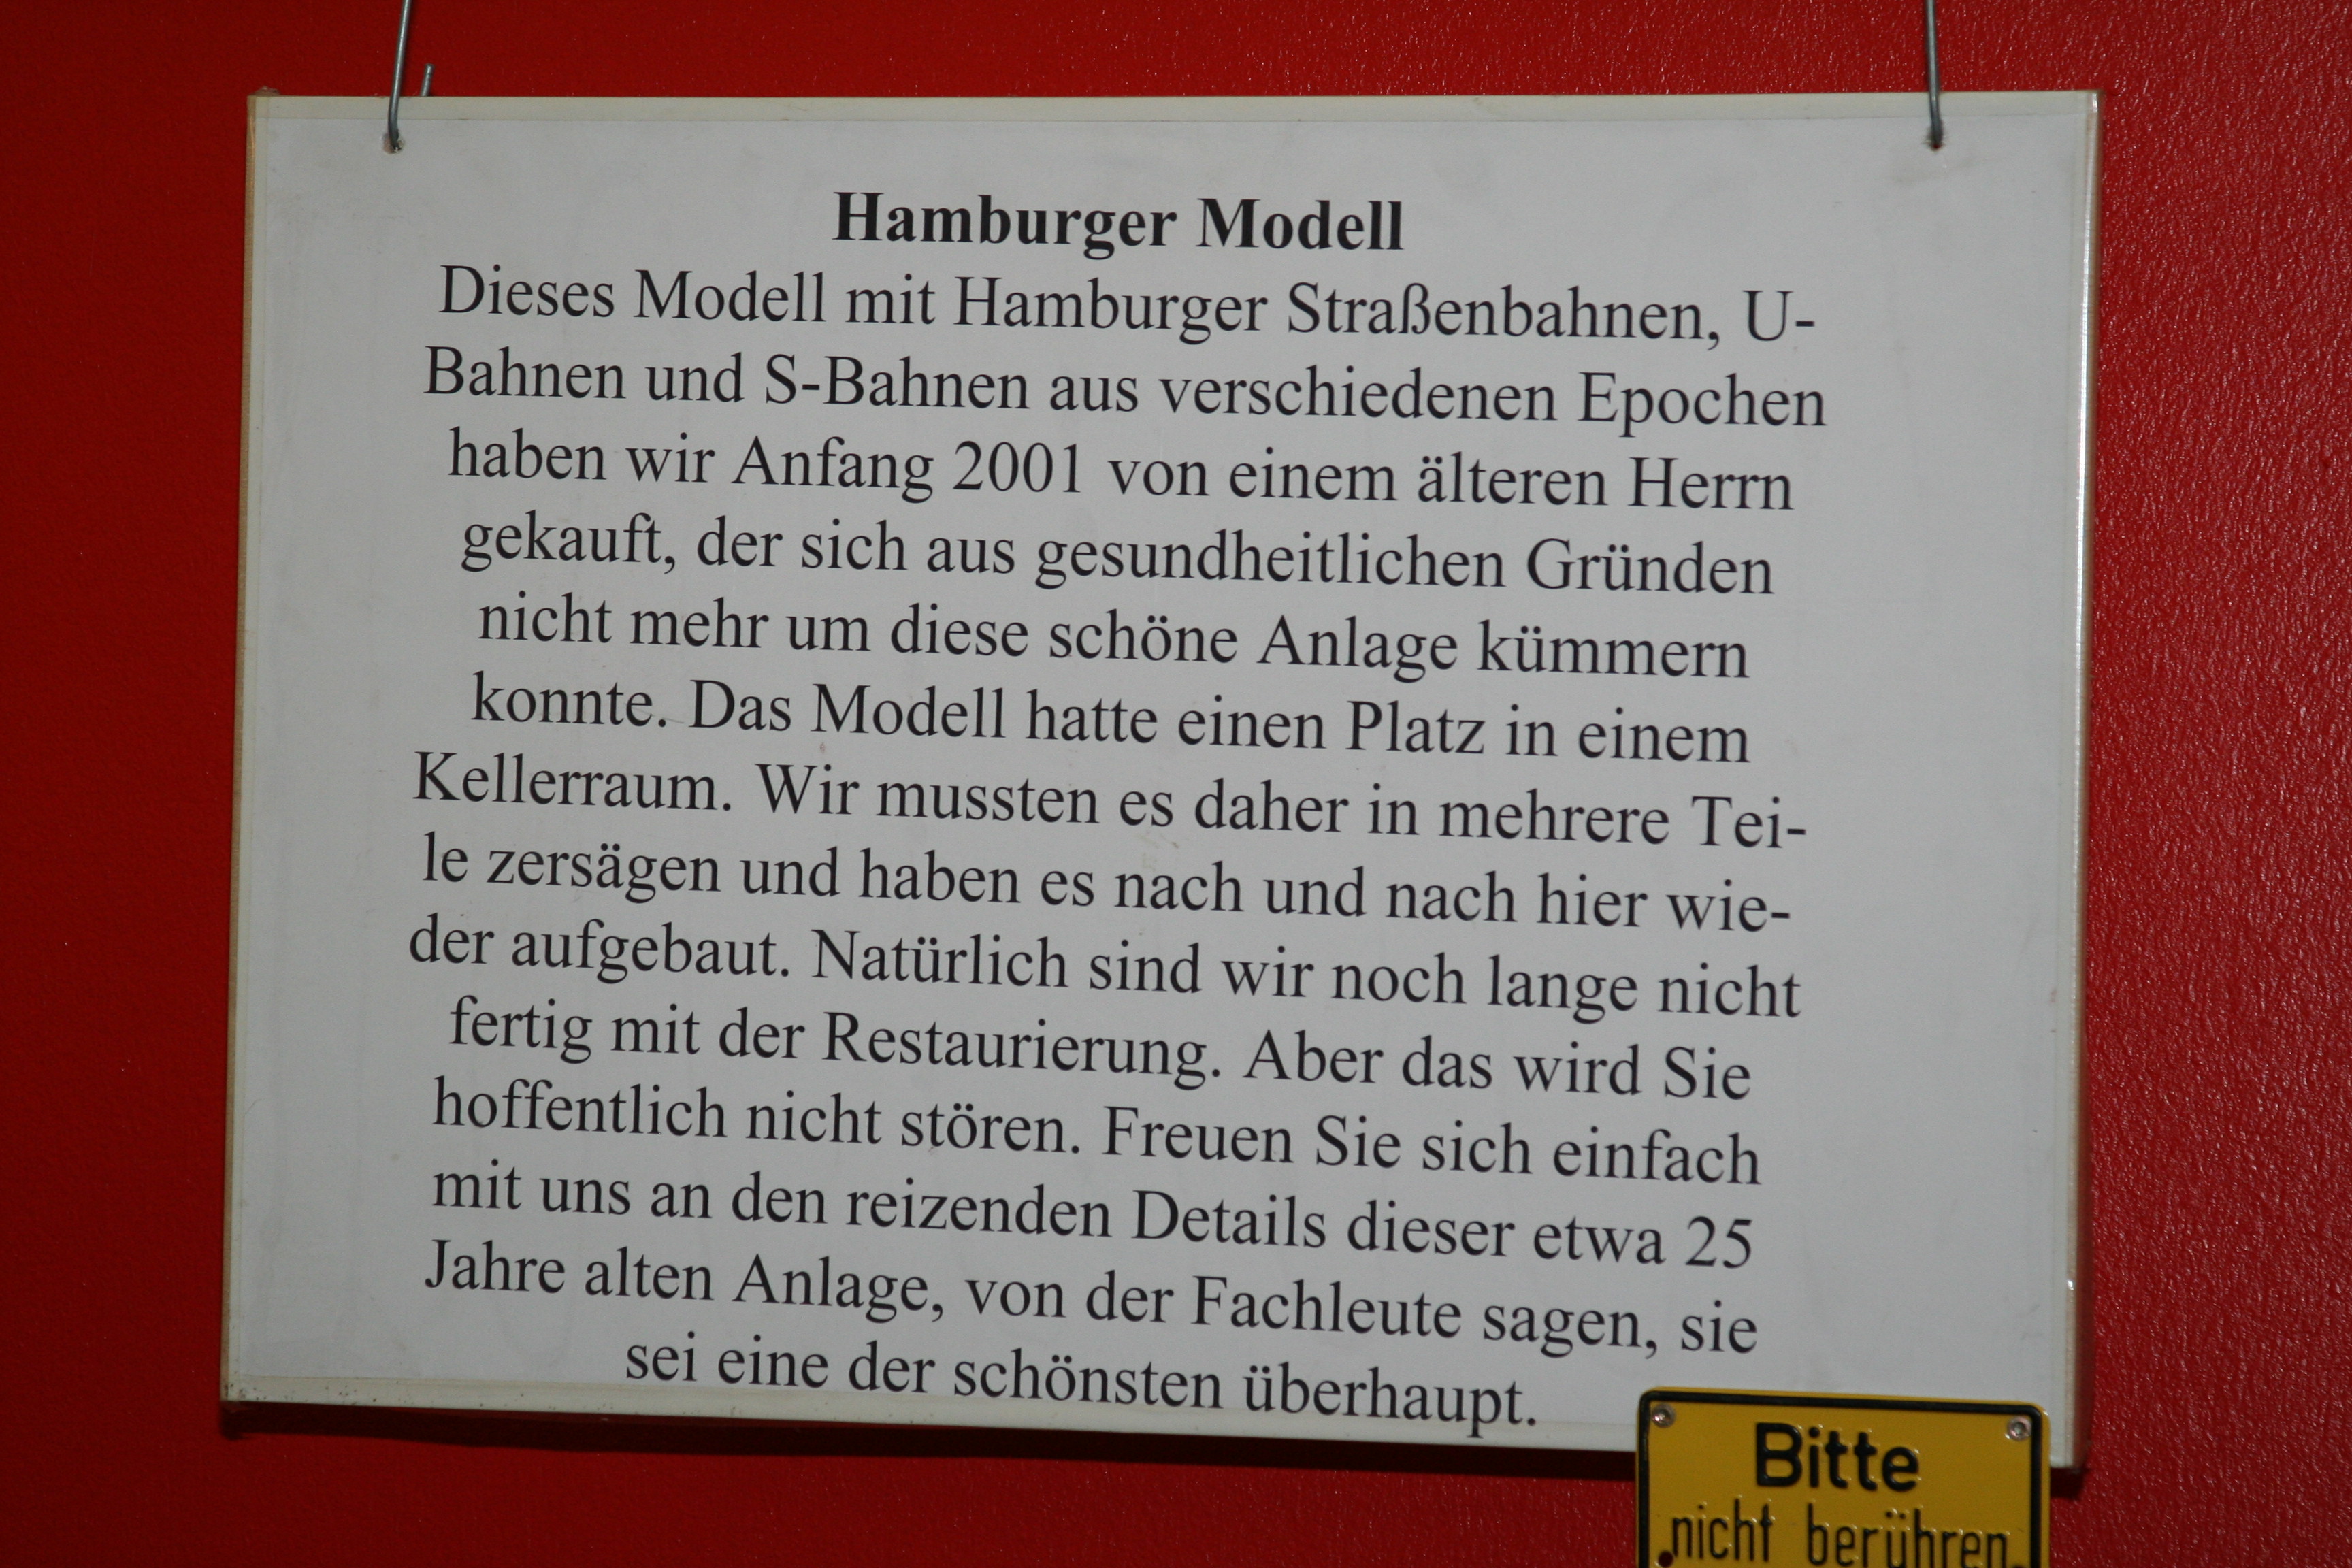 Hamburger Modell
Dieses Modell mit Hamburger Straßenbahnen, U-
Bahnen und S-Bahnen aus verschiedenen Epochen
haben wir Anfang 2001 von einem älteren Herrn
gekauft, der sich aus gesundheitlichen Gründen
nicht mehr um diese schöne Anlage kümmern
konnte. Das Modell hatte einen Platz in einem
Kellerraum. Wir mussten es daher in mehrere Tei-
le zersägen und haben es nach und nach hier wie-
der aufgebaut. Natürlich sind wir noch lange nicht
fertig mit der Restaurierung. Aber das wird Sie
hoffentlich nicht stören. Freuen Sie sich einfach
mit uns an den reizenden Details dieser etwa 25
Jahre alten Anlage, von der Fachleute sagen, sie
sei eine der schönsten überhaupt.
Bitte
nicht berühren